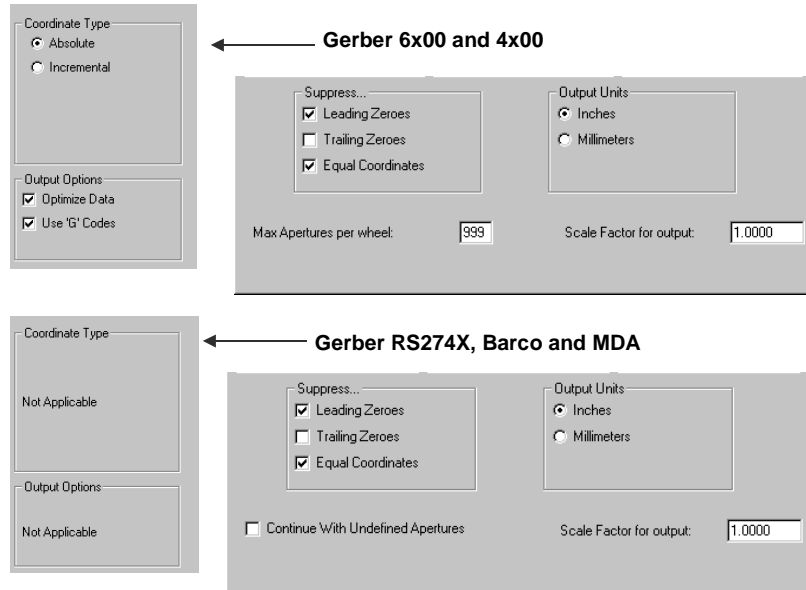 Coordinate Type
Absolute
Incremental
Output Options
Optimize Data
Use 'G' Codes
Gerber 6x00 and 4x00
Suppress...
Leading Zeroes
Trailing Zeroes
Equal Coordinates
Output Units
Inches
Millimeters
Max Apertures per wheel: 999
Scale Factor for output: 1.0000
Coordinate Type
Not Applicable
Output Options
Not Applicable
Gerber RS274X, Barco and MDA
Suppress...
Leading Zeroes
Trailing Zeroes
Equal Coordinates
Output Units
Inches
Millimeters
Continue With Undefined Apertures
Scale Factor for output: 1.0000